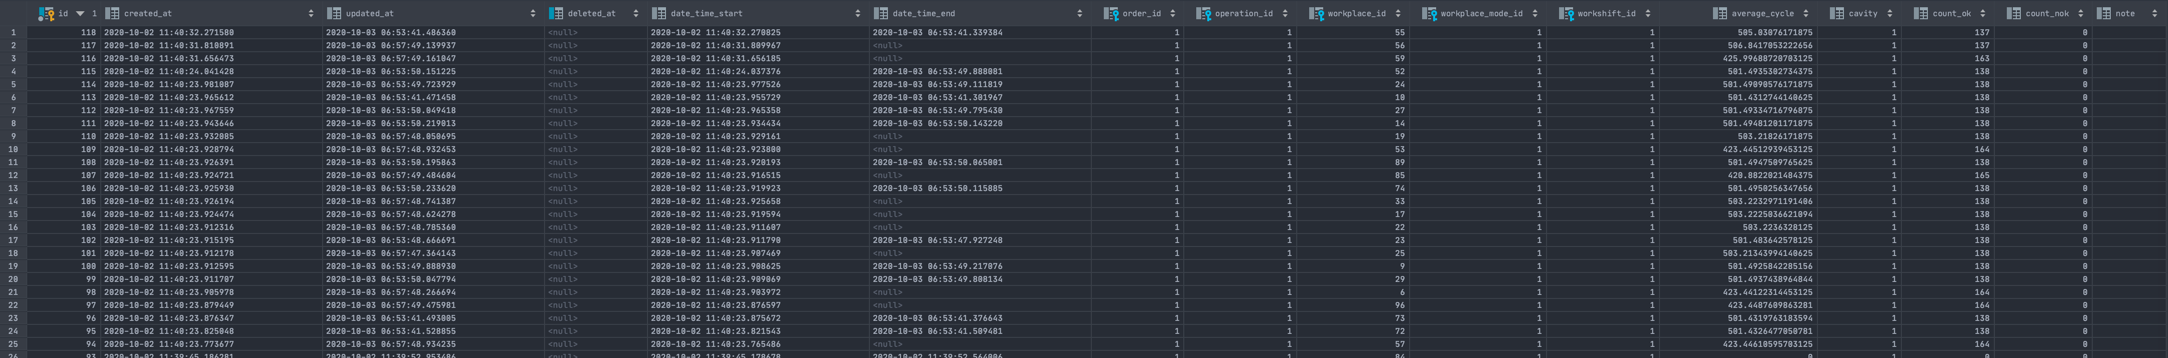 id 1 created_at updated_at deleted_at date_time_start date_time_end order_id operation_id workplace_id workplace_mode_id workshift_id average_cycle cavity count_ok count_nok note
1 118 2020-10-02 11:40:32.271580 2020-10-03 06:53:41.486360 <null> 2020-10-02 11:40:32.270825 2020-10-03 06:53:41.339384 1 1 55 1 1 505.03076171875 1 137 0
2 117 2020-10-02 11:40:31.810891 2020-10-03 06:57:49.139937 <null> 2020-10-02 11:40:31.809967 <null> 1 1 56 1 1 506.8417053222656 1 137 0
3 116 2020-10-02 11:40:31.656473 2020-10-03 06:57:49.161047 <null> 2020-10-02 11:40:31.656185 <null> 1 1 59 1 1 425.99688720703125 1 163 0
4 115 2020-10-02 11:40:24.041428 2020-10-03 06:53:50.151225 <null> 2020-10-02 11:40:24.037376 2020-10-03 06:53:49.888081 1 1 52 1 1 501.4935302734375 1 138 0
5 114 2020-10-02 11:40:23.981087 2020-10-03 06:53:49.723929 <null> 2020-10-02 11:40:23.977526 2020-10-03 06:53:49.111819 1 1 24 1 1 501.49090576171875 1 138 0
6 113 2020-10-02 11:40:23.965612 2020-10-03 06:53:41.471458 <null> 2020-10-02 11:40:23.955729 2020-10-03 06:53:41.301967 1 1 10 1 1 501.4312744140625 1 138 0
7 112 2020-10-02 11:40:23.967559 2020-10-03 06:53:50.049418 <null> 2020-10-02 11:40:23.965358 2020-10-03 06:53:49.795430 1 1 27 1 1 501.49334716796875 1 138 0
8 111 2020-10-02 11:40:23.943646 2020-10-03 06:53:50.219013 <null> 2020-10-02 11:40:23.934434 2020-10-03 06:53:50.143220 1 1 14 1 1 501.49481201171875 1 138 0
9 110 2020-10-02 11:40:23.932085 2020-10-03 06:57:48.050695 <null> 2020-10-02 11:40:23.929161 <null> 1 1 19 1 1 503.21826171875 1 138 0
10 109 2020-10-02 11:40:23.928794 2020-10-03 06:57:48.932453 <null> 2020-10-02 11:40:23.923800 <null> 1 1 53 1 1 423.44512939453125 1 164 0
11 108 2020-10-02 11:40:23.926391 2020-10-03 06:53:50.195863 <null> 2020-10-02 11:40:23.920193 2020-10-03 06:53:50.065001 1 1 89 1 1 501.4947509765625 1 138 0
12 107 2020-10-02 11:40:23.924721 2020-10-03 06:57:49.484604 <null> 2020-10-02 11:40:23.916515 <null> 1 1 85 1 1 420.8822021484375 1 165 0
13 106 2020-10-02 11:40:23.925930 2020-10-03 06:53:50.233620 <null> 2020-10-02 11:40:23.919923 2020-10-03 06:53:50.115885 1 1 74 1 1 501.4950256347656 1 138 0
14 105 2020-10-02 11:40:23.926194 2020-10-03 06:57:48.741387 <null> 2020-10-02 11:40:23.925658 <null> 1 1 33 1 1 503.2232971191406 1 138 0
15 104 2020-10-02 11:40:23.924474 2020-10-03 06:57:48.624278 <null> 2020-10-02 11:40:23.919594 <null> 1 1 17 1 1 503.2225036621094 1 138 0
16 103 2020-10-02 11:40:23.912316 2020-10-03 06:57:48.785360 <null> 2020-10-02 11:40:23.911607 <null> 1 1 22 1 1 503.2236328125 1 138 0
17 102 2020-10-02 11:40:23.915195 2020-10-03 06:53:48.666691 <null> 2020-10-02 11:40:23.911790 2020-10-03 06:53:47.927248 1 1 23 1 1 501.483642578125 1 138 0
18 101 2020-10-02 11:40:23.912178 2020-10-03 06:57:47.364143 <null> 2020-10-02 11:40:23.907469 <null> 1 1 25 1 1 503.21343994140625 1 138 0
19 100 2020-10-02 11:40:23.912595 2020-10-03 06:53:49.888930 <null> 2020-10-02 11:40:23.908625 2020-10-03 06:53:49.217076 1 1 9 1 1 501.4925842285156 1 138 0
20 99 2020-10-02 11:40:23.911707 2020-10-03 06:53:50.047794 <null> 2020-10-02 11:40:23.909069 2020-10-03 06:53:49.808134 1 1 29 1 1 501.4937438964844 1 138 0
21 98 2020-10-02 11:40:23.905978 2020-10-03 06:57:48.266694 <null> 2020-10-02 11:40:23.903972 <null> 1 1 6 1 1 423.44122314453125 1 164 0
22 97 2020-10-02 11:40:23.879449 2020-10-03 06:57:49.475981 <null> 2020-10-02 11:40:23.876597 <null> 1 1 96 1 1 423.4487609863281 1 164 0
23 96 2020-10-02 11:40:23.876347 2020-10-03 06:53:41.493005 <null> 2020-10-02 11:40:23.875672 2020-10-03 06:53:41.376643 1 1 73 1 1 501.4319763183594 1 138 0
24 95 2020-10-02 11:40:23.825048 2020-10-03 06:53:41.528855 <null> 2020-10-02 11:40:23.821543 2020-10-03 06:53:41.509481 1 1 72 1 1 501.4326477050781 1 138 0
25 94 2020-10-02 11:40:23.773677 2020-10-03 06:57:48.934235 <null> 2020-10-02 11:40:23.765486 <null> 1 1 57 1 1 423.44610595703125 1 164 0
26 93 2020-10-02 11:39:45.186281 2020-10-02 11:39:52.953486 <null> 2020-10-02 11:39:45.178678 2020-10-02 11:39:52.564006 1 1 84 1 1 0 1 0 0